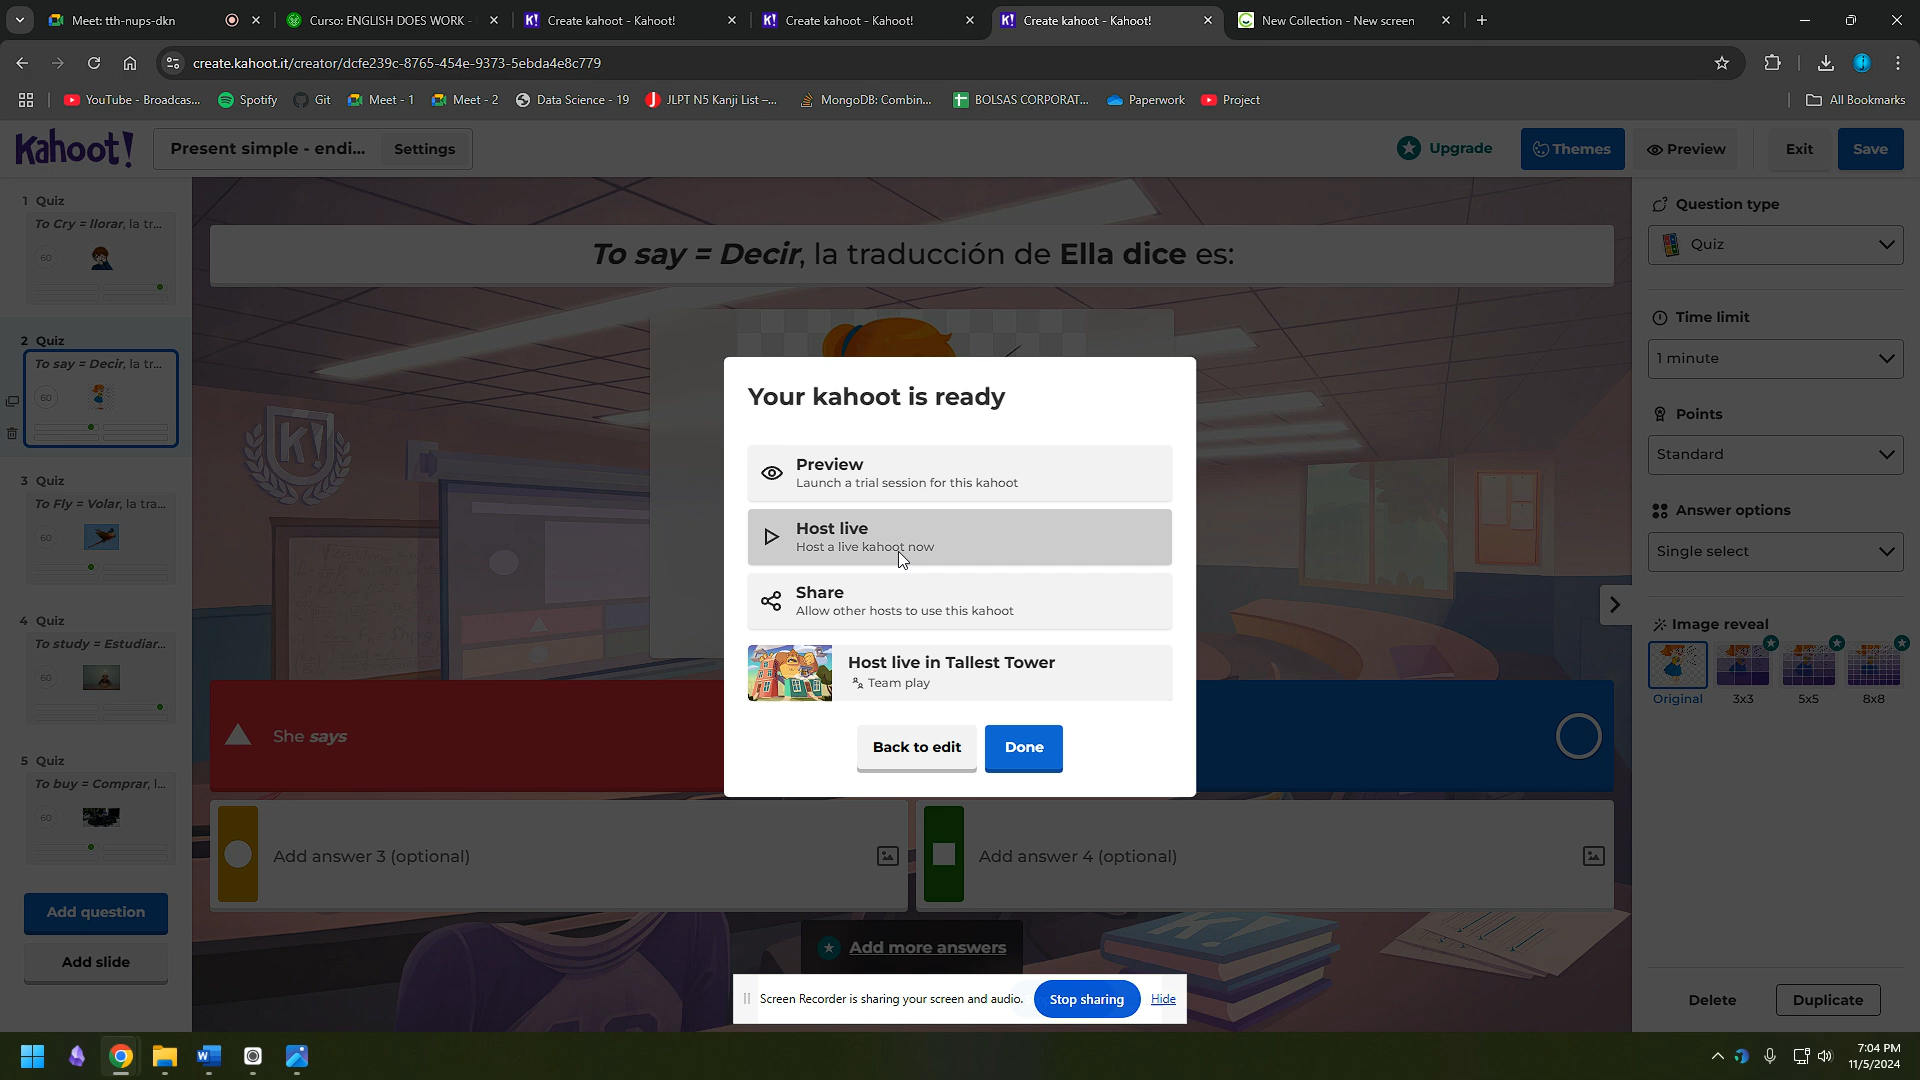 Meet: tth-nups-dkn
Curso: ENGLISH DOES WORK -
Create kahoot - Kahoot!
Create kahoot - Kahoot!
Create kahoot - Kahoot!
New Collection - New screen
create.kahoot.it/creator/dcfe239c-8765-454e-9373-5ebda4e8c779
YouTube - Broadcas...
Spotify
Git
Meet - 1
Meet - 2
Data Science - 19
JLPT N5 Kanji List –...
MongoDB: Combin...
BOLSAS CORPORAT...
Paperwork
Project
All Bookmarks
Kahoot!
Present simple - endi...
Settings
Upgrade
Themes
Preview
Exit
Save
1 Quiz
To Cry = llorar, la tr...
60
2 Quiz
To say = Decir, la tr...
60
3 Quiz
To Fly = Volar, la tra...
60
4 Quiz
To study = Estudiar...
60
5 Quiz
To buy = Comprar, l...
60
Add question
Add slide
To say = Decir, la traducción de Ella dice es:
K!
Your kahoot is ready
Preview
Launch a trial session for this kahoot
Host live
Host a live kahoot now
Share
Allow other hosts to use this kahoot
Host live in Tallest Tower
Team play
Back to edit
Done
She says
Add answer 3 (optional)
Add answer 4 (optional)
Add more answers
K!
Screen Recorder is sharing your screen and audio.
Stop sharing
Hide
Question type
Quiz
Time limit
1 minute
Points
Standard
Answer options
Single select
Image reveal
Original
3x3
5x5
8x8
Delete
Duplicate
7:04 PM
11/5/2024